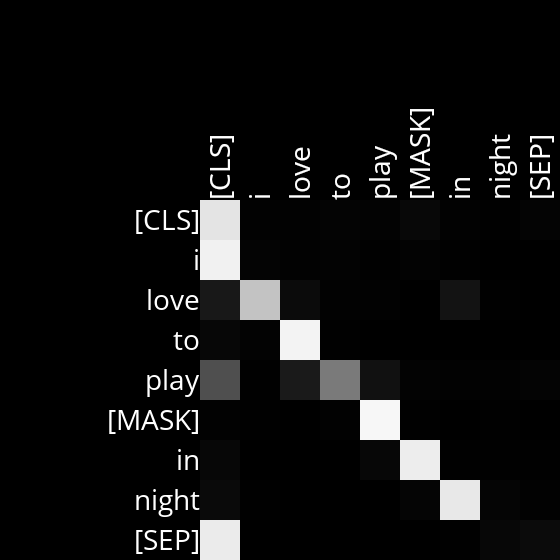 [CLS] i love to play [MASK] in night [SEP]
[CLS]
i
love
to
play
[MASK]
in
night
[SEP]